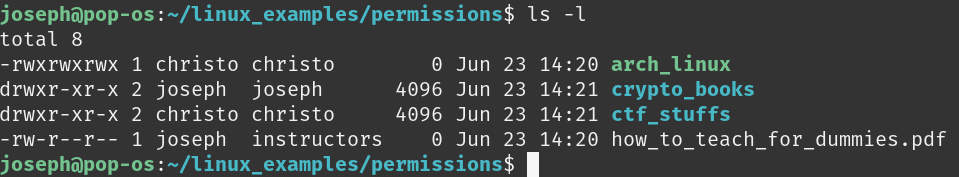 joseph@pop-os:~/linux_examples/permissions$ ls -l
total 8
-rwxrwxrwx 1 christo christo        0 Jun 23 14:20 arch_linux
drwxr-xr-x 2 joseph  joseph      4096 Jun 23 14:21 crypto_books
drwxr-xr-x 2 christo christo     4096 Jun 23 14:21 ctf_stuffs
-rw-r--r-- 1 joseph  instructors    0 Jun 23 14:20 how_to_teach_for_dummies.pdf
joseph@pop-os:~/linux_examples/permissions$